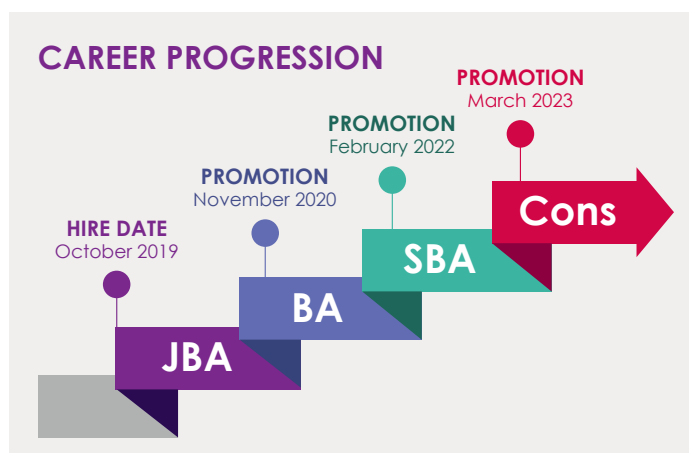 CAREER PROGRESSION
PROMOTION
March 2023
PROMOTION
February 2022
PROMOTION
November 2020
HIRE DATE
October 2019
Cons
SBA
BA
JBA